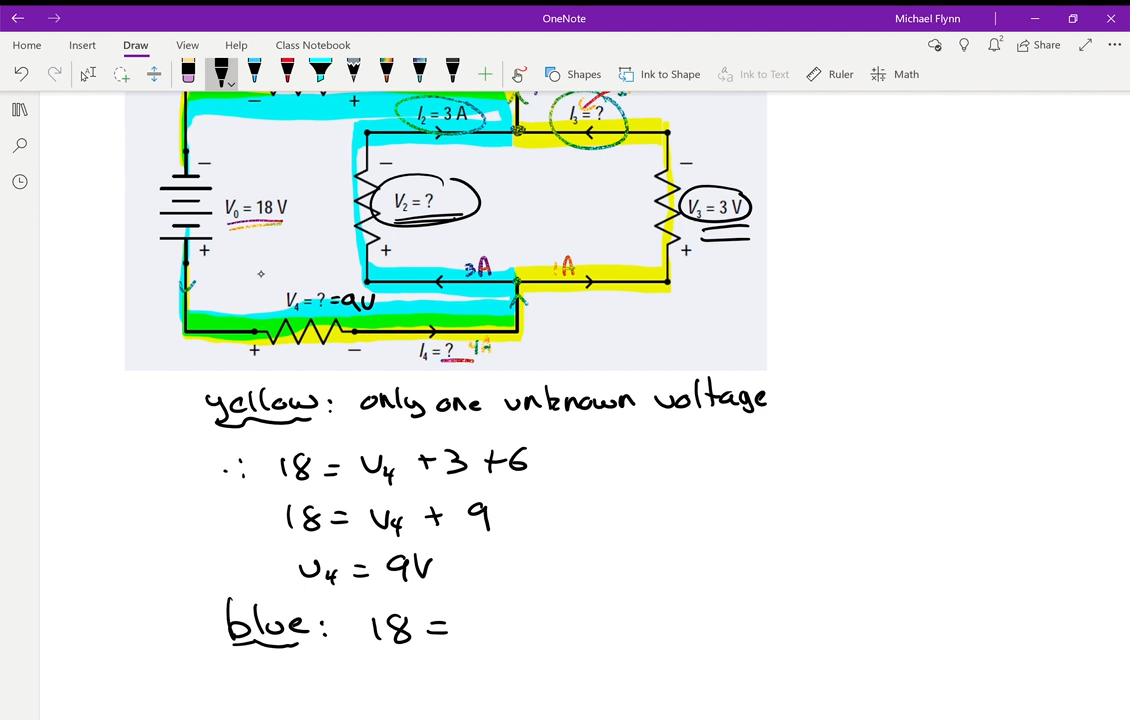 OneNote
Michael Flynn
Home Insert Draw View Help Class Notebook
2 Share
Shapes Ink to Shape Ink to Text Ruler Math
− + I₂ = 3 A I₃ = ?
− − −
V₀ = 18 V V₂ = ? V₃ = 3 V
+ + +
3A 1A
V₄ = ? = 9V
+ − I₄ = ? 4A
yellow: only one unknown voltage
∴ 18 = V₄ + 3 + 6
18 = V₄ + 9
V₄ = 9V
blue: 18 =